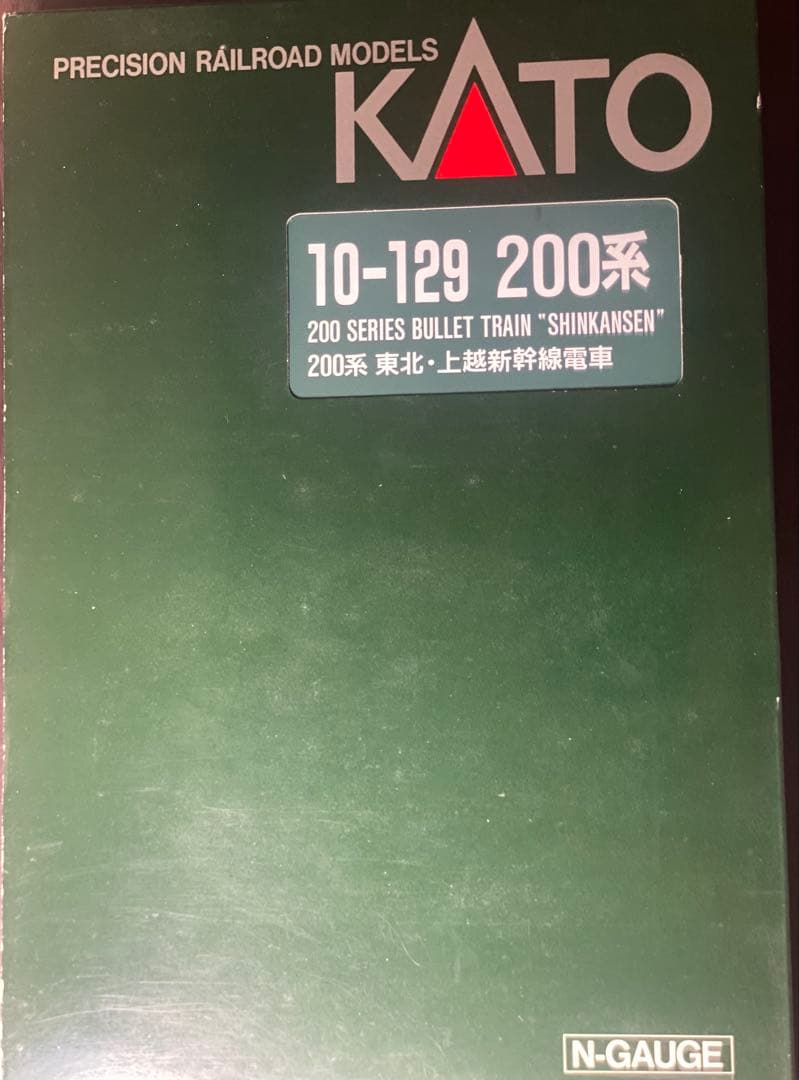 PRECISION RAILROAD MODELS
KATO
10-129 200系
200 SERIES BULLET TRAIN "SHINKANSEN"
200系 東北・上越新幹線電車
N-GAUGE